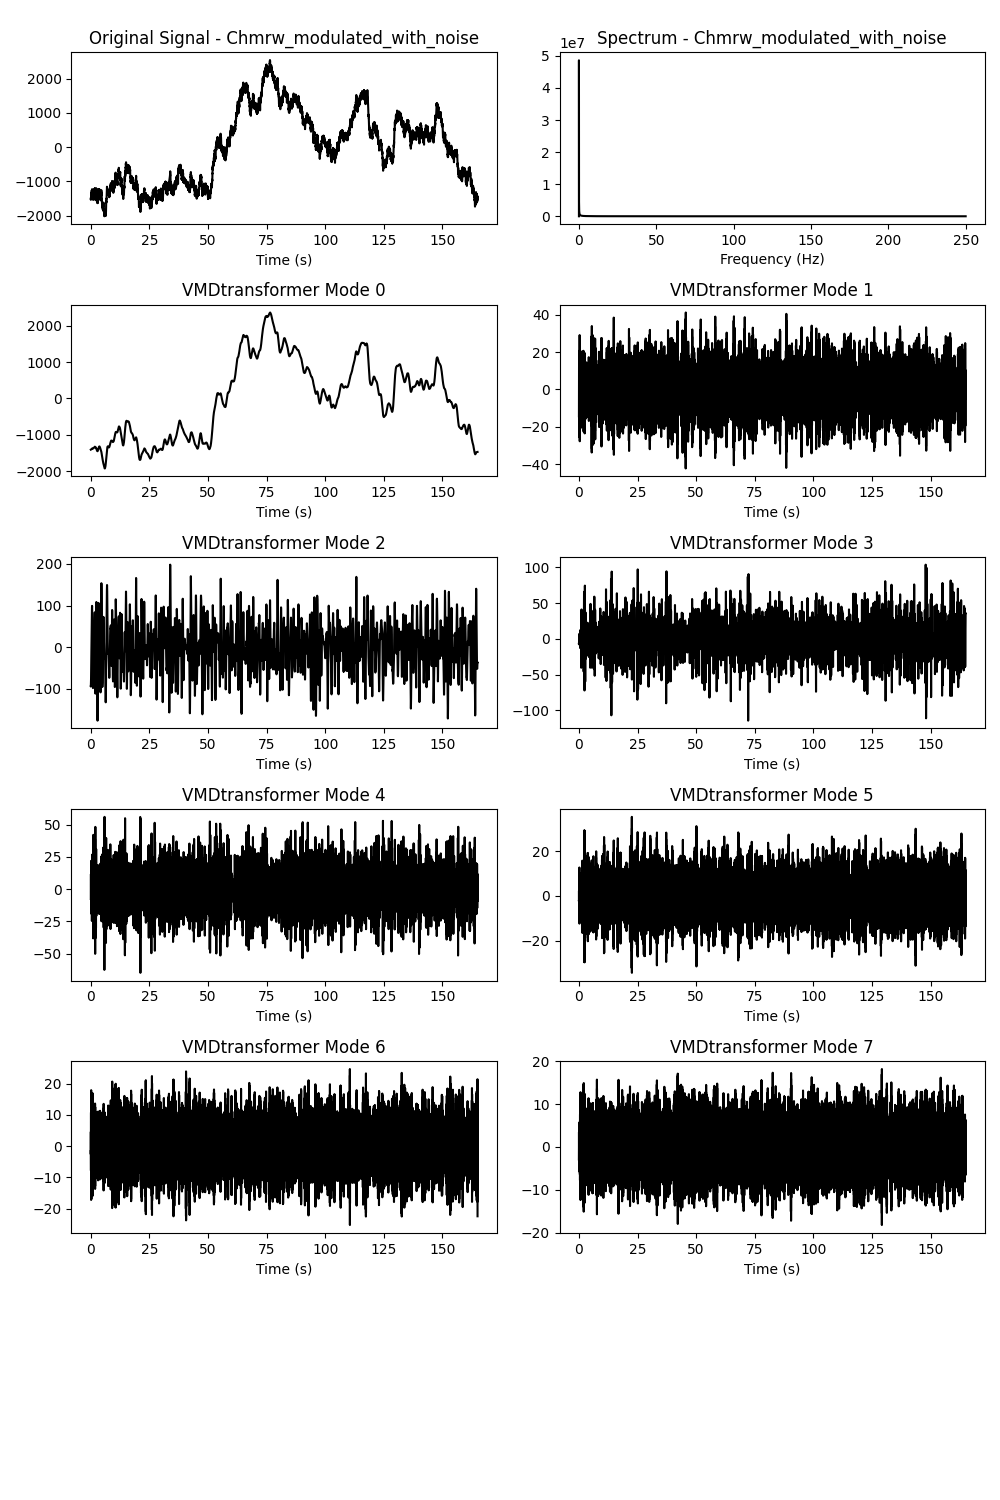 Original Signal - Chmrw_modulated_with_noise
2000
1000
0
−1000
−2000
0 25 50 75 100 125 150
Time (s)
1e7 Spectrum - Chmrw_modulated_with_noise
5
4
3
2
1
0
0 50 100 150 200 250
Frequency (Hz)
VMDtransformer Mode 0
2000
1000
0
−1000
−2000
0 25 50 75 100 125 150
Time (s)
VMDtransformer Mode 1
40
20
0
−20
−40
0 25 50 75 100 125 150
Time (s)
VMDtransformer Mode 2
200
100
0
−100
0 25 50 75 100 125 150
Time (s)
VMDtransformer Mode 3
100
50
0
−50
−100
0 25 50 75 100 125 150
Time (s)
VMDtransformer Mode 4
50
25
0
−25
−50
0 25 50 75 100 125 150
Time (s)
VMDtransformer Mode 5
20
0
−20
0 25 50 75 100 125 150
Time (s)
VMDtransformer Mode 6
20
10
0
−10
−20
0 25 50 75 100 125 150
Time (s)
VMDtransformer Mode 7
20
10
0
−10
−20
0 25 50 75 100 125 150
Time (s)